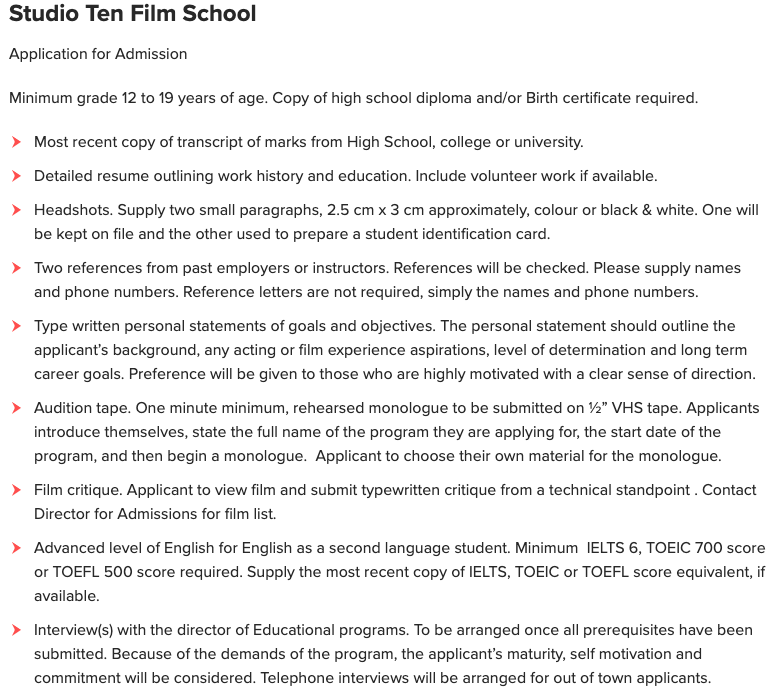 Studio Ten Film School
Application for Admission
Minimum grade 12 to 19 years of age. Copy of high school diploma and/or Birth certificate required.
Most recent copy of transcript of marks from High School, college or university.
Detailed resume outlining work history and education. Include volunteer work if available.
Headshots. Supply two small paragraphs, 2.5 cm x 3 cm approximately, colour or black & white. One will
be kept on file and the other used to prepare a student identification card.
Two references from past employers or instructors. References will be checked. Please supply names
and phone numbers. Reference letters are not required, simply the names and phone numbers.
Type written personal statements of goals and objectives. The personal statement should outline the
applicant’s background, any acting or film experience aspirations, level of determination and long term
career goals. Preference will be given to those who are highly motivated with a clear sense of direction.
Audition tape. One minute minimum, rehearsed monologue to be submitted on ½” VHS tape. Applicants
introduce themselves, state the full name of the program they are applying for, the start date of the
program, and then begin a monologue.  Applicant to choose their own material for the monologue.
Film critique. Applicant to view film and submit typewritten critique from a technical standpoint . Contact
Director for Admissions for film list.
Advanced level of English for English as a second language student. Minimum  IELTS 6, TOEIC 700 score
or TOEFL 500 score required. Supply the most recent copy of IELTS, TOEIC or TOEFL score equivalent, if
available.
Interview(s) with the director of Educational programs. To be arranged once all prerequisites have been
submitted. Because of the demands of the program, the applicant’s maturity, self motivation and
commitment will be considered. Telephone interviews will be arranged for out of town applicants.